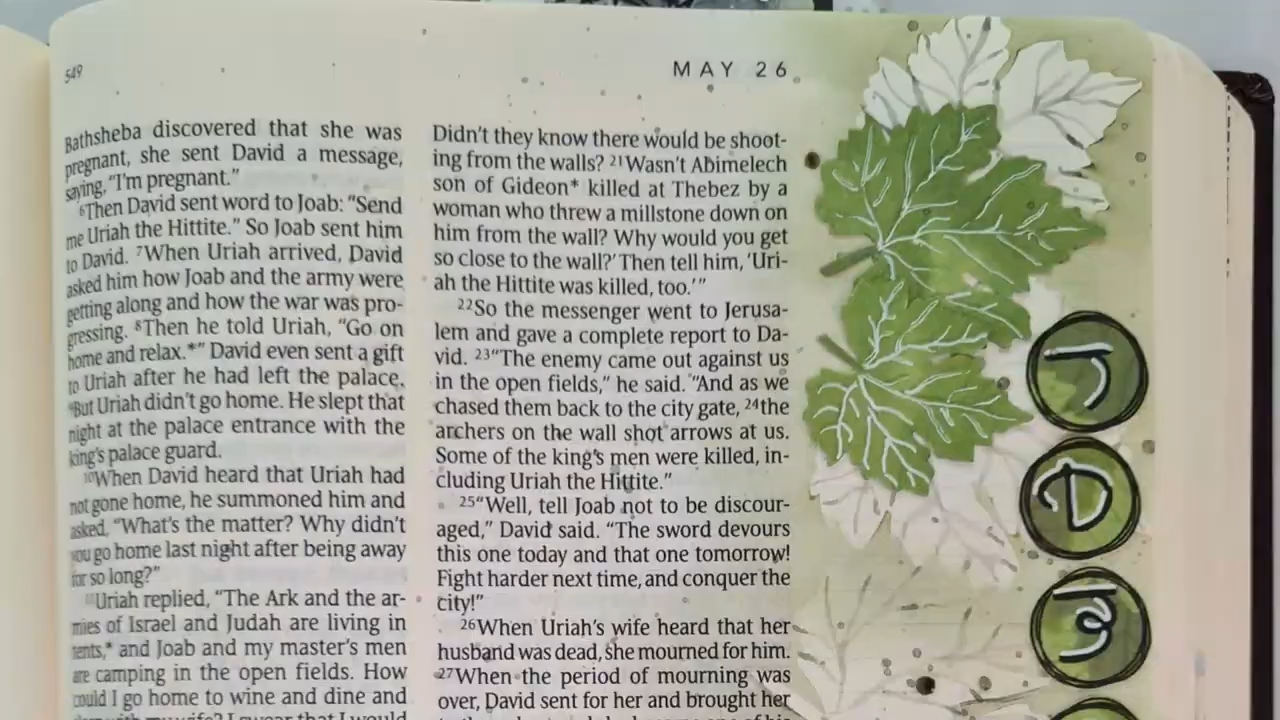 549
MAY 26
Bathsheba discovered that she was
pregnant, she sent David a message,
saying, “I’m pregnant.”
6Then David sent word to Joab: “Send
me Uriah the Hittite.” So Joab sent him
to David. 7When Uriah arrived, David
asked him how Joab and the army were
getting along and how the war was pro-
gressing. 8Then he told Uriah, “Go on
home and relax.*” David even sent a gift
to Uriah after he had left the palace.
9But Uriah didn’t go home. He slept that
night at the palace entrance with the
king’s palace guard.
10When David heard that Uriah had
not gone home, he summoned him and
asked, “What’s the matter? Why didn’t
you go home last night after being away
for so long?”
11Uriah replied, “The Ark and the ar-
mies of Israel and Judah are living in
tents,* and Joab and my master’s men
are camping in the open fields. How
could I go home to wine and dine and
Didn’t they know there would be shoot-
ing from the walls? 21Wasn’t Abimelech
son of Gideon* killed at Thebez by a
woman who threw a millstone down on
him from the wall? Why would you get
so close to the wall?’ Then tell him, ‘Uri-
ah the Hittite was killed, too.’”
22So the messenger went to Jerusa-
lem and gave a complete report to Da-
vid. 23“The enemy came out against us
in the open fields,” he said. “And as we
chased them back to the city gate, 24the
archers on the wall shot arrows at us.
Some of the king’s men were killed, in-
cluding Uriah the Hittite.”
25“Well, tell Joab not to be discour-
aged,” David said. “The sword devours
this one today and that one tomorrow!
Fight harder next time, and conquer the
city!”
26When Uriah’s wife heard that her
husband was dead, she mourned for him.
27When the period of mourning was
over, David sent for her and brought her